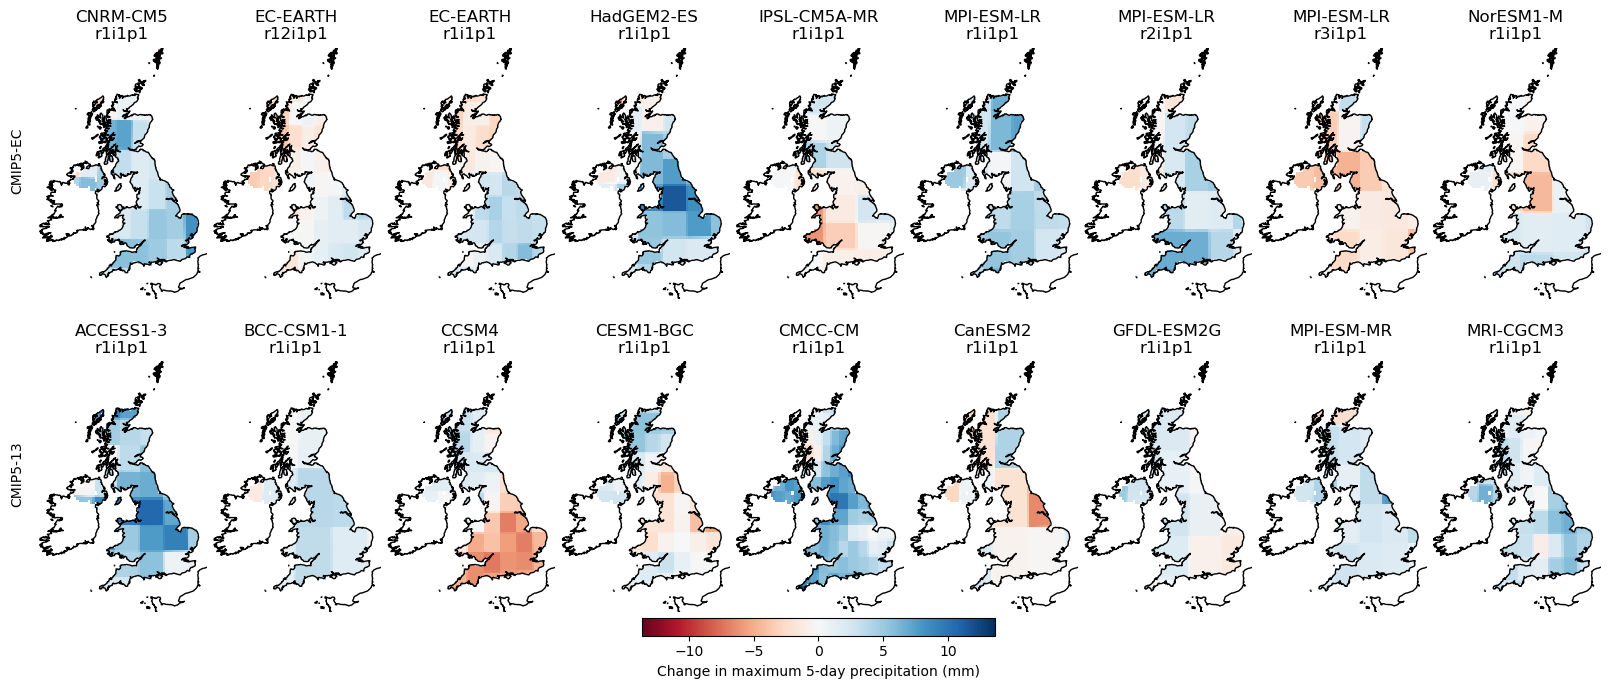 CNRM-CM5 EC-EARTH EC-EARTH HadGEM2-ES IPSL-CM5A-MR MPI-ESM-LR MPI-ESM-LR MPI-ESM-LR NorESM1-M
r1i1p1 r12i1p1 r1i1p1 r1i1p1 r1i1p1 r1i1p1 r2i1p1 r3i1p1 r1i1p1
CMIP5-EC
ACCESS1-3 BCC-CSM1-1 CCSM4 CESM1-BGC CMCC-CM CanESM2 GFDL-ESM2G MPI-ESM-MR MRI-CGCM3
r1i1p1 r1i1p1 r1i1p1 r1i1p1 r1i1p1 r1i1p1 r1i1p1 r1i1p1 r1i1p1
CMIP5-13
−10 −5 0 5 10
Change in maximum 5-day precipitation (mm)